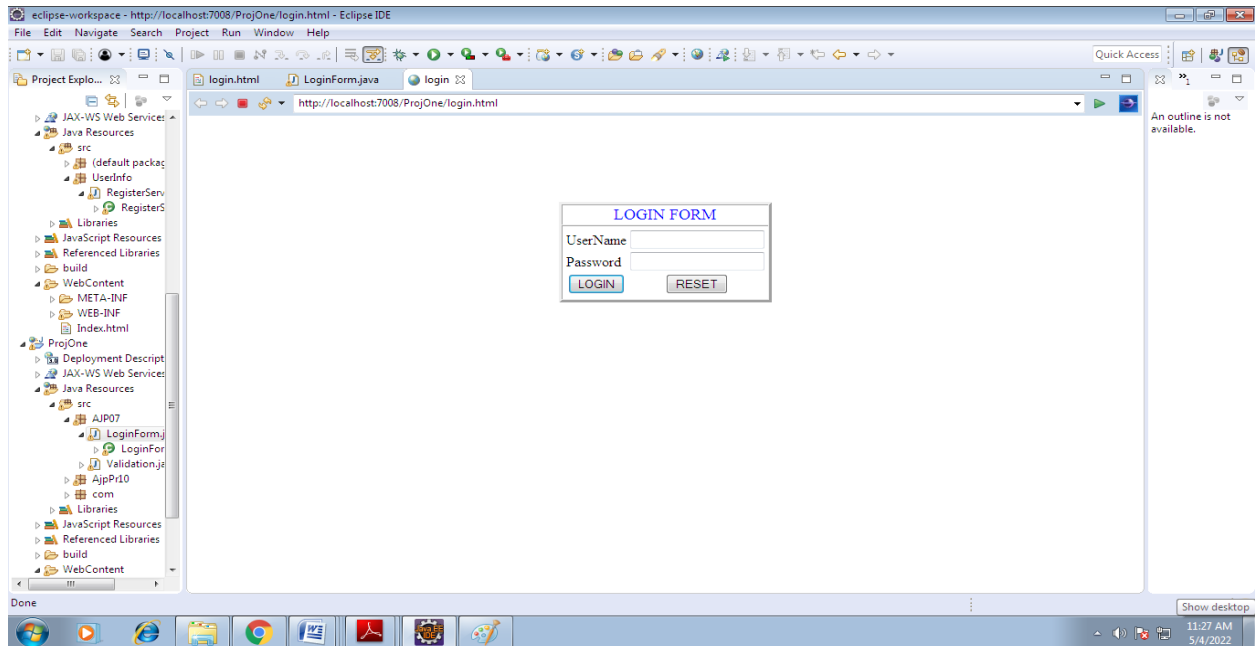 eclipse-workspace - http://localhost:7008/ProjOne/login.html - Eclipse IDE
File Edit Navigate Search Project Run Window Help
Quick Access
Project Explo...
login.html
LoginForm.java
login
http://localhost:7008/ProjOne/login.html
JAX-WS Web Services
Java Resources
src
(default packag
UserInfo
RegisterServ
RegisterS
Libraries
JavaScript Resources
Referenced Libraries
build
WebContent
META-INF
WEB-INF
Index.html
ProjOne
Deployment Descript
JAX-WS Web Services
Java Resources
src
AJP07
LoginForm.j
LoginFor
Validation.ja
AjpPr10
com
Libraries
JavaScript Resources
Referenced Libraries
build
WebContent
LOGIN FORM
UserName
Password
LOGIN RESET
An outline is not
available.
Done
Show desktop
Java EE
IDE
11:27 AM
5/4/2022